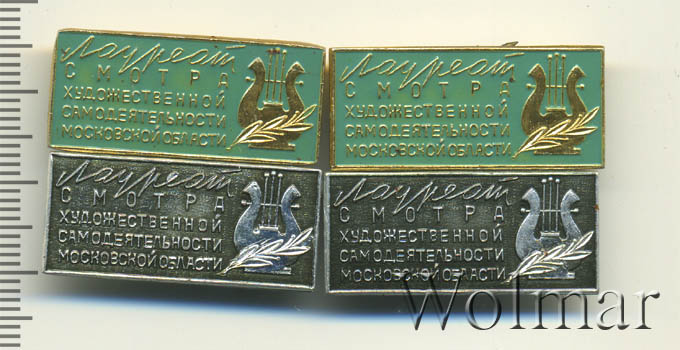 Лауреат
СМОТРА
ХУДОЖЕСТВЕННОЙ
САМОДЕЯТЕЛЬНОСТИ
МОСКОВСКОЙ ОБЛАСТИ
Лауреат
СМОТРА
ХУДОЖЕСТВЕННОЙ
САМОДЕЯТЕЛЬНОСТИ
МОСКОВСКОЙ ОБЛАСТИ
Лауреат
СМОТРА
ХУДОЖЕСТВЕННОЙ
САМОДЕЯТЕЛЬНОСТИ
МОСКОВСКОЙ ОБЛАСТИ
Лауреат
СМОТРА
ХУДОЖЕСТВЕННОЙ
САМОДЕЯТЕЛЬНОСТИ
МОСКОВСКОЙ ОБЛАСТИ
Wolmar